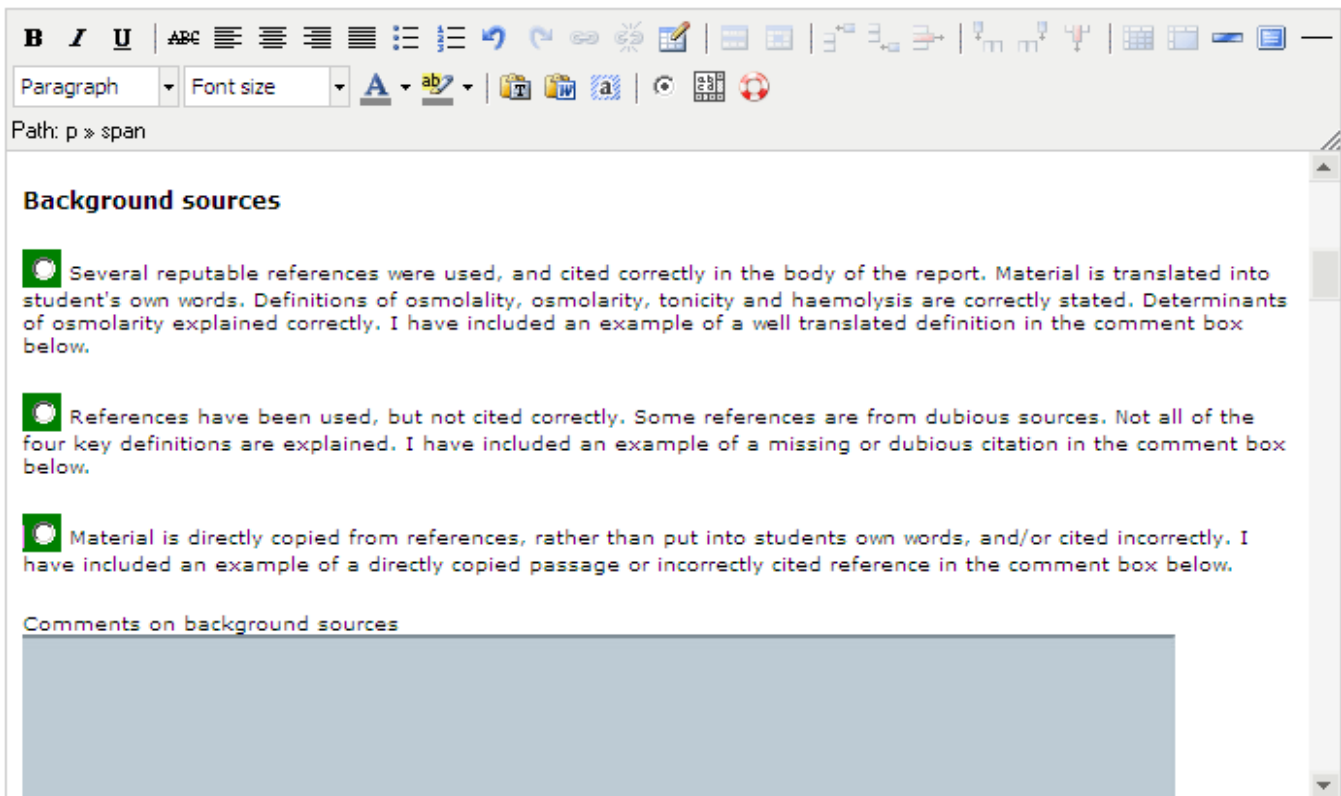 B I U ABC
Paragraph Font size A ab T W a
Path: p » span
Background sources
Several reputable references were used, and cited correctly in the body of the report. Material is translated into
student's own words. Definitions of osmolality, osmolarity, tonicity and haemolysis are correctly stated. Determinants
of osmolarity explained correctly. I have included an example of a well translated definition in the comment box
below.
References have been used, but not cited correctly. Some references are from dubious sources. Not all of the
four key definitions are explained. I have included an example of a missing or dubious citation in the comment box
below.
Material is directly copied from references, rather than put into students own words, and/or cited incorrectly. I
have included an example of a directly copied passage or incorrectly cited reference in the comment box below.
Comments on background sources